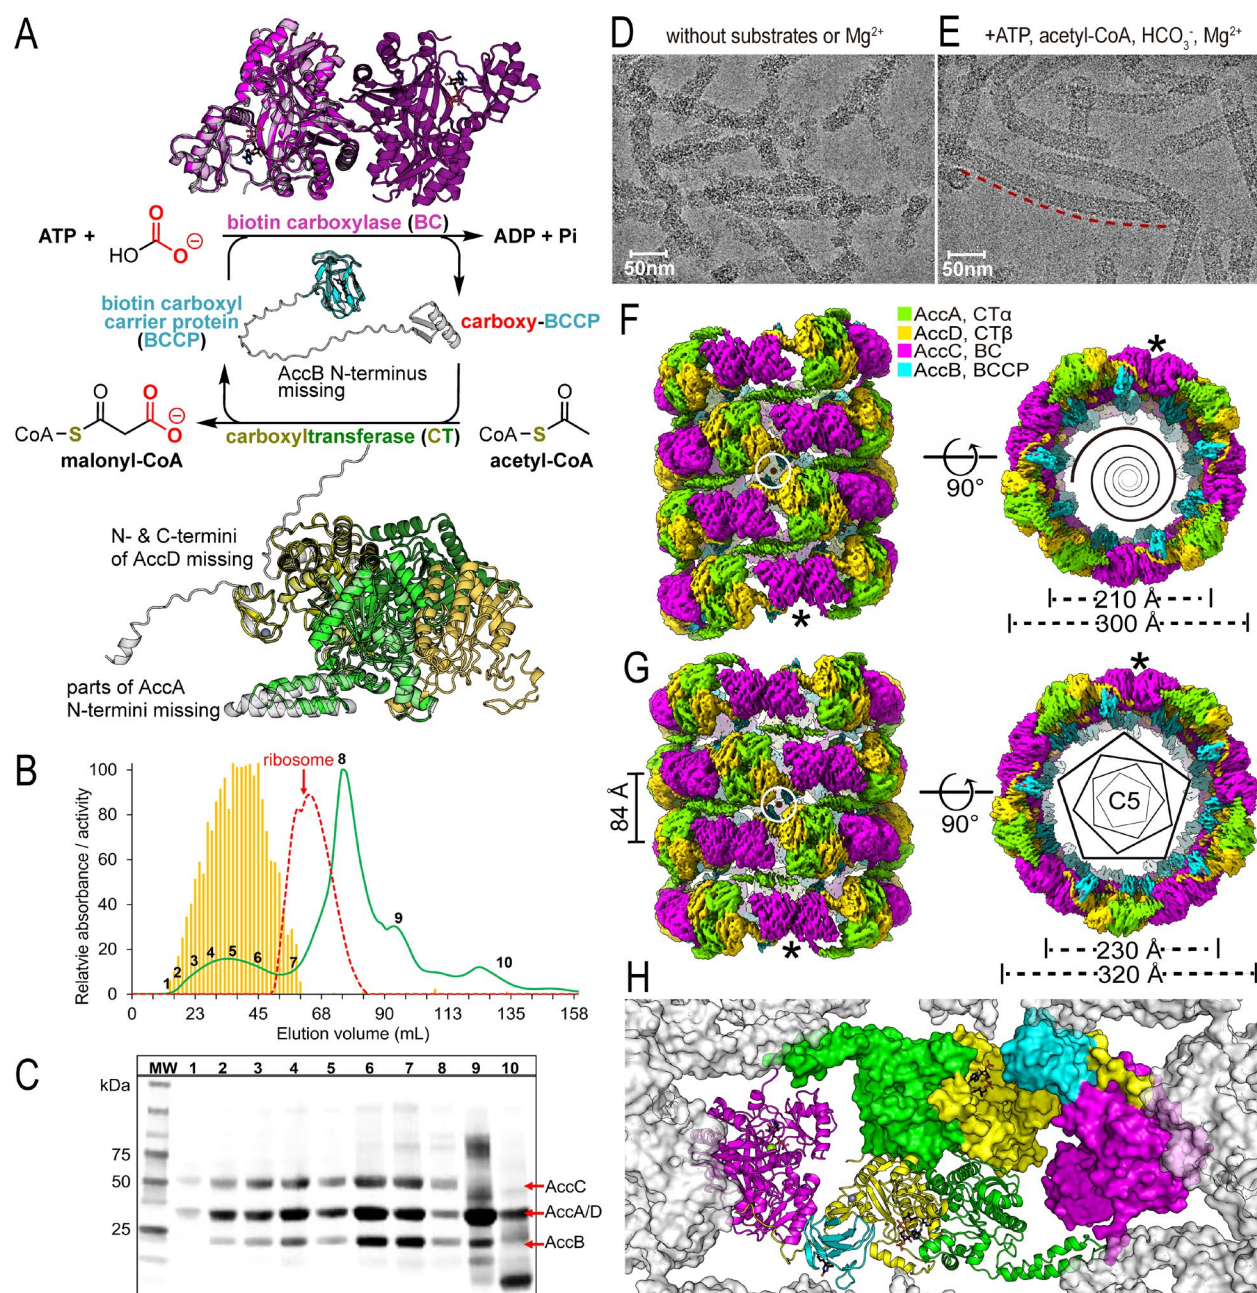 A
biotin carboxylase (BC)
ATP +
O
HO
O
ADP + Pi
biotin carboxyl
carrier protein
(BCCP)
carboxy-BCCP
AccB N-terminus
missing
O
O
CoA–S
O
malonyl-CoA
carboxyltransferase (CT)
O
CoA–S
acetyl-CoA
N- & C-termini
of AccD missing
parts of AccA
N-termini missing
B
Relatvie absorbance / activity
100
80
60
40
20
0
ribosome
1
2
3
4
5
6
7
8
9
10
0
23
45
68
90
113
135
158
Elution volume (mL)
C
MW
1
2
3
4
5
6
7
8
9
10
kDa
75
50
25
AccC
AccA/D
AccB
D
without substrates or Mg²⁺
50nm
E
+ATP, acetyl-CoA, HCO₃⁻, Mg²⁺
50nm
F
AccA, CTα
AccD, CTβ
AccC, BC
AccB, BCCP
*
*
90°
210 Å
300 Å
G
84 Å
*
*
90°
C5
230 Å
320 Å
H